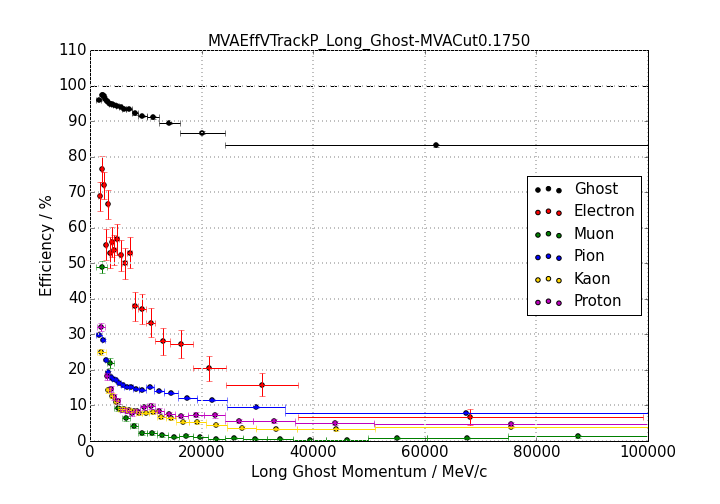 MVAEffVTrackP_Long_Ghost-MVACut0.1750
110
100
90
80
70
60
50
40
30
20
10
0
Efficiency / %
Ghost
Electron
Muon
Pion
Kaon
Proton
0 20000 40000 60000 80000 100000
Long Ghost Momentum / MeV/c